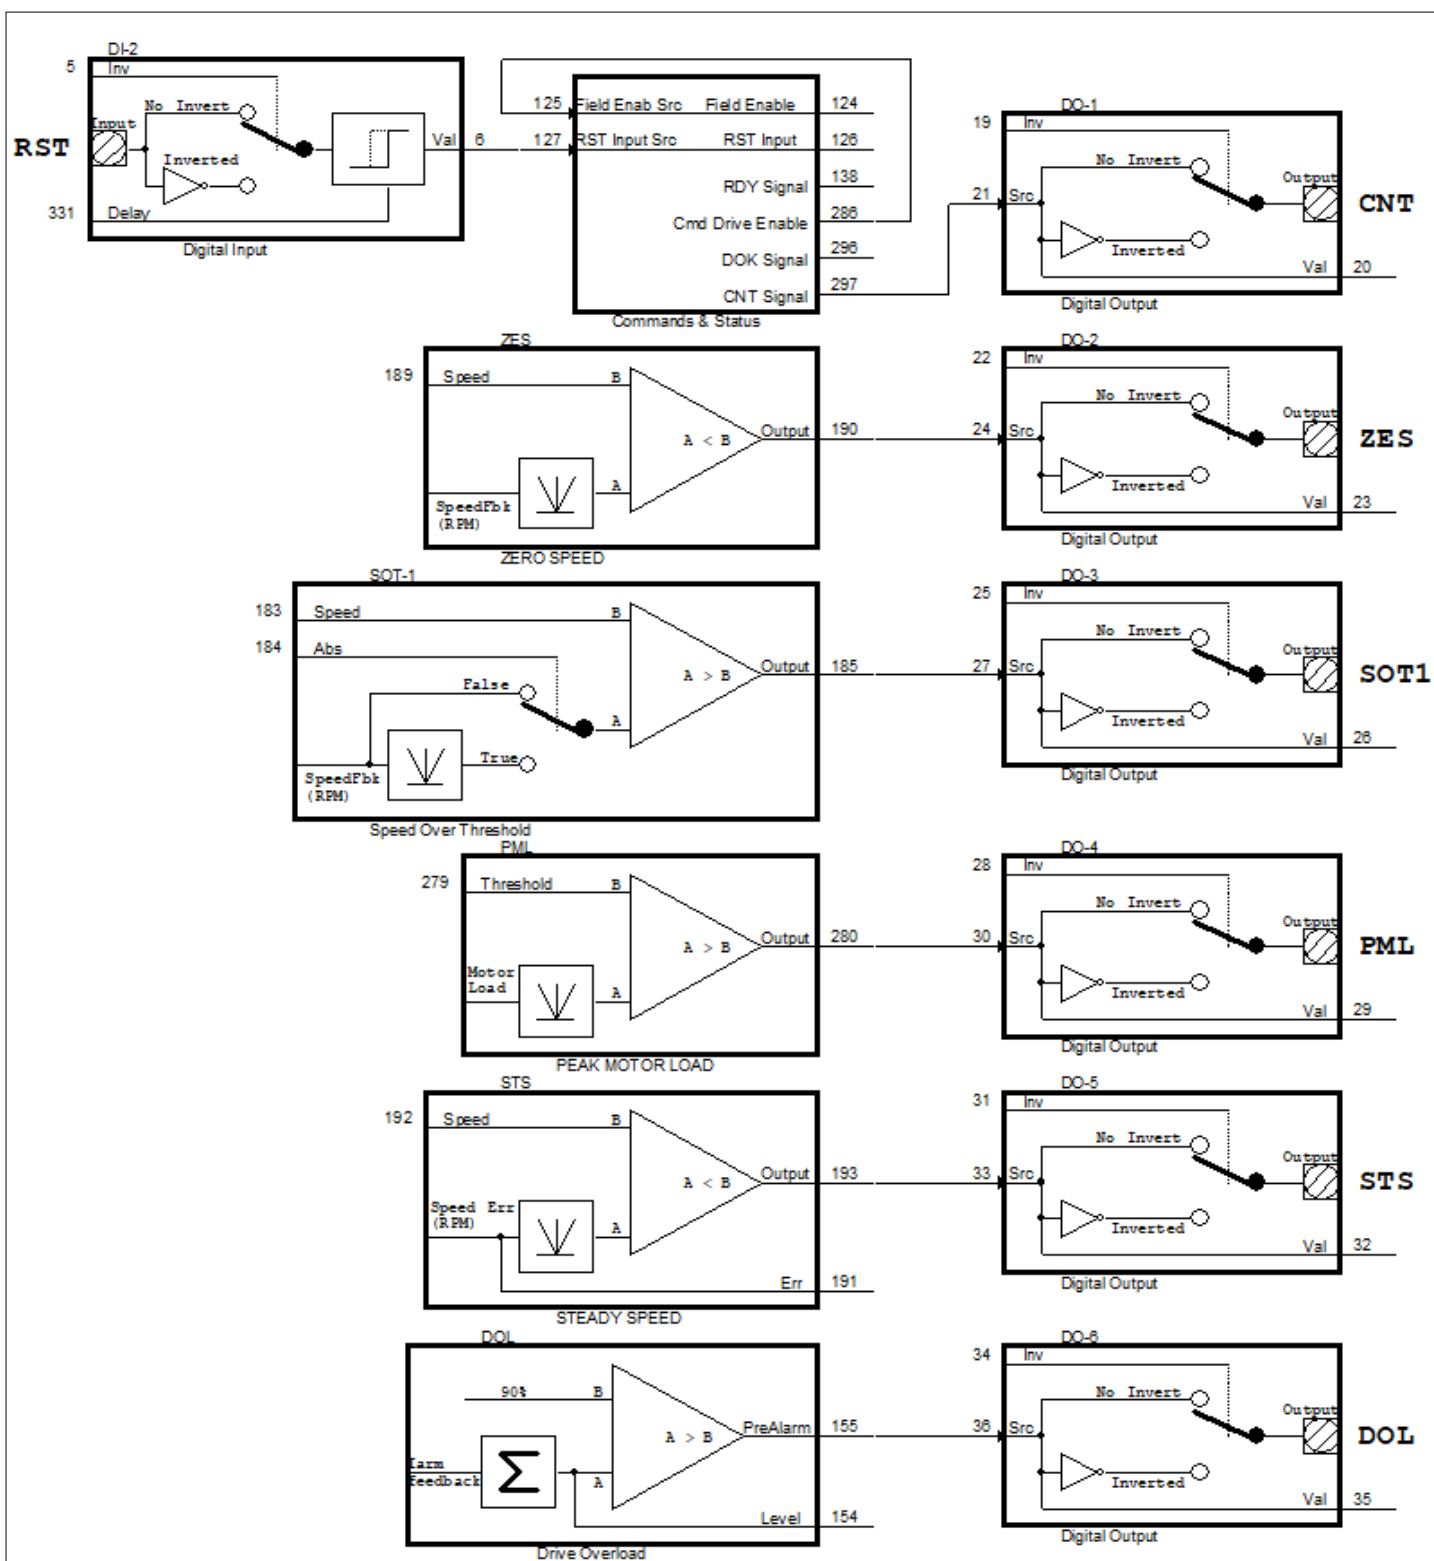 DI-2
5 Inv
No Invert
Input
RST
Val 6
Inverted
331 Delay
Digital Input
125 Field Enab Src Field Enable 124
127 RST Input Src RST Input 126
RDY Signal 138
Cmd Drive Enable 286
DOK Signal 296
CNT Signal 297
Commands & Status
DO-1
19 Inv
No Invert
Output
21 Src
CNT
Inverted
Val 20
Digital Output
ZES
189 Speed B
Output 190
A < B
A
SpeedFbk
(RPM)
ZERO SPEED
DO-2
22 Inv
No Invert
Output
24 Src
ZES
Inverted
Val 23
Digital Output
SOT-1
183 Speed B
184 Abs
Output 185
A > B
False
A
True
SpeedFbk
(RPM)
Speed Over Threshold
DO-3
25 Inv
No Invert
Output
27 Src
SOT1
Inverted
Val 26
Digital Output
PML
279 Threshold B
Output 280
A > B
Motor
Load
A
PEAK MOTOR LOAD
DO-4
28 Inv
No Invert
Output
30 Src
PML
Inverted
Val 29
Digital Output
STS
192 Speed B
Output 193
A < B
Speed Err
(RPM)
A
Err 191
STEADY SPEED
DO-5
31 Inv
No Invert
Output
33 Src
STS
Inverted
Val 32
Digital Output
DOL
90% B
PreAlarm 155
A > B
Iarm
feedback
Σ
A
Level 154
Drive Overload
DO-6
34 Inv
No Invert
Output
36 Src
DOL
Inverted
Val 35
Digital Output